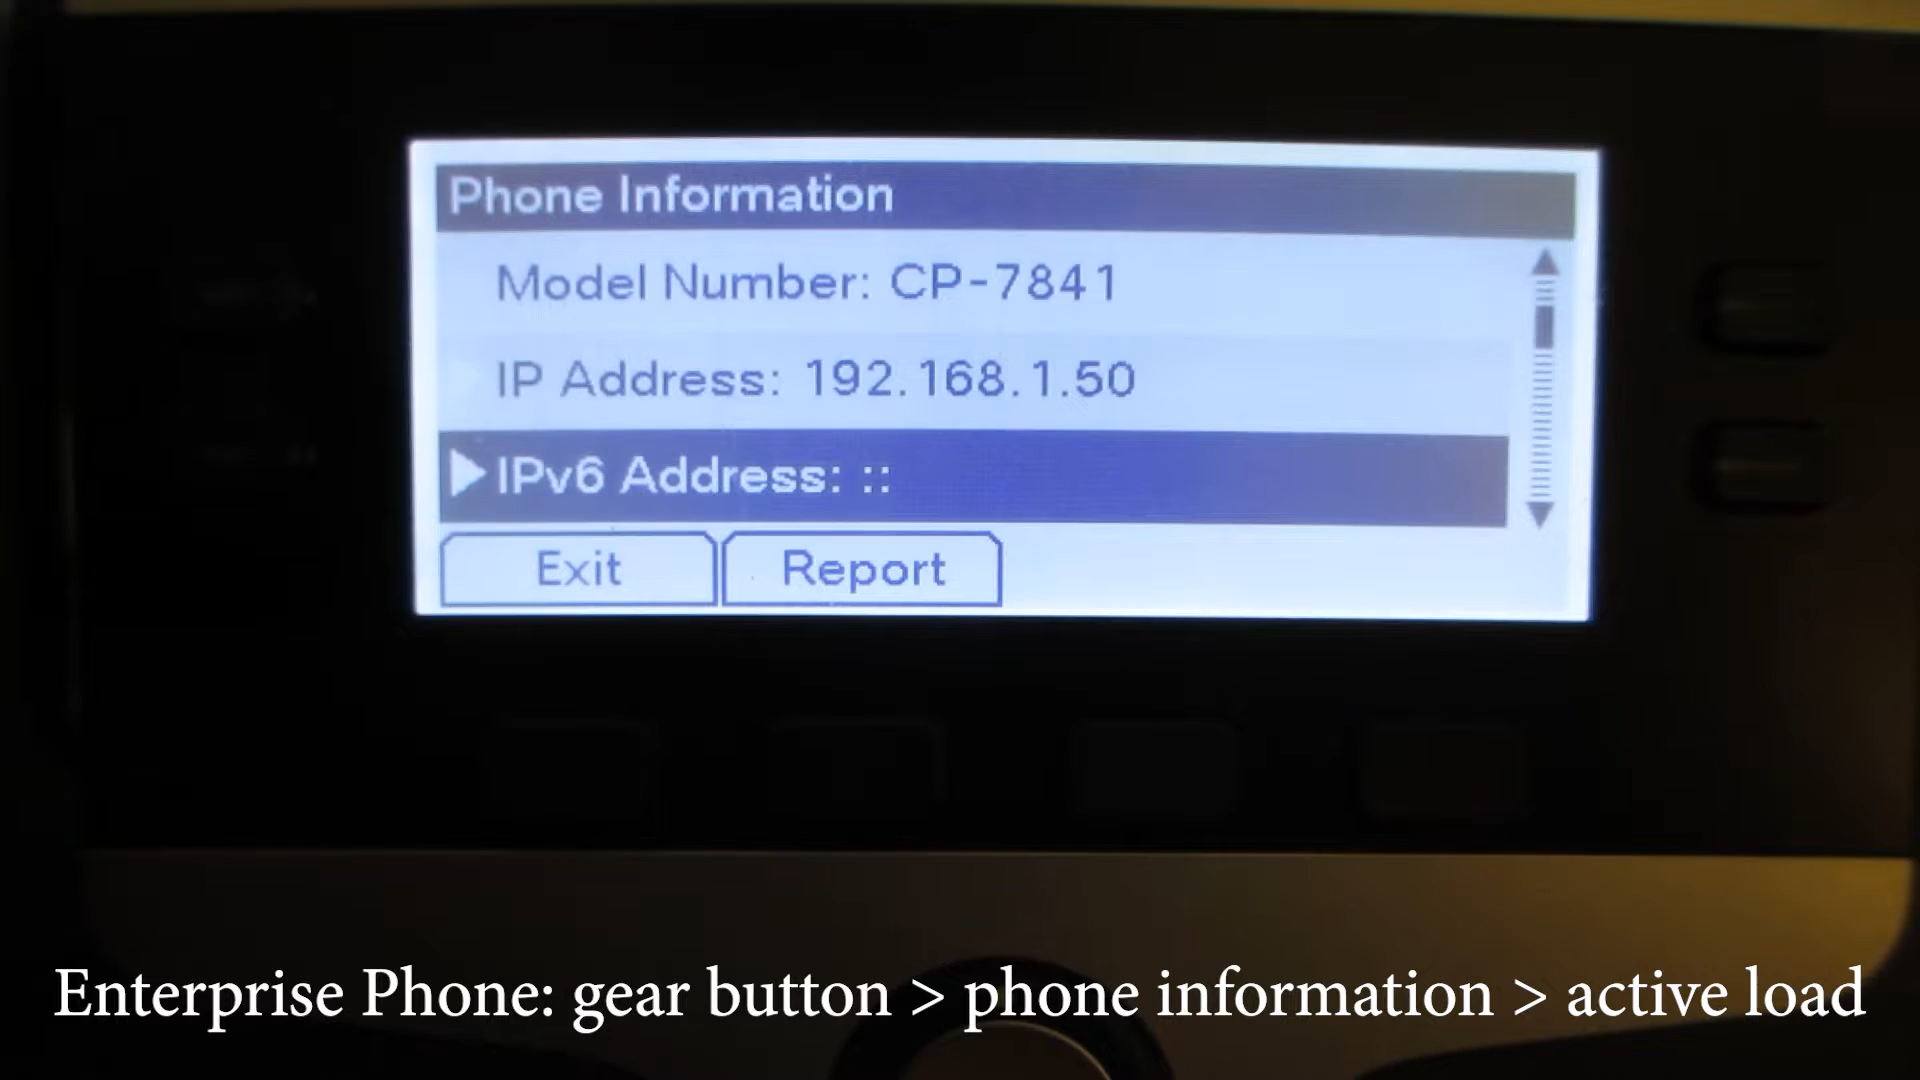 Phone Information
Model Number: CP-7841
IP Address: 192.168.1.50
IPv6 Address: ::
Exit Report
Enterprise Phone: gear button > phone information > active load